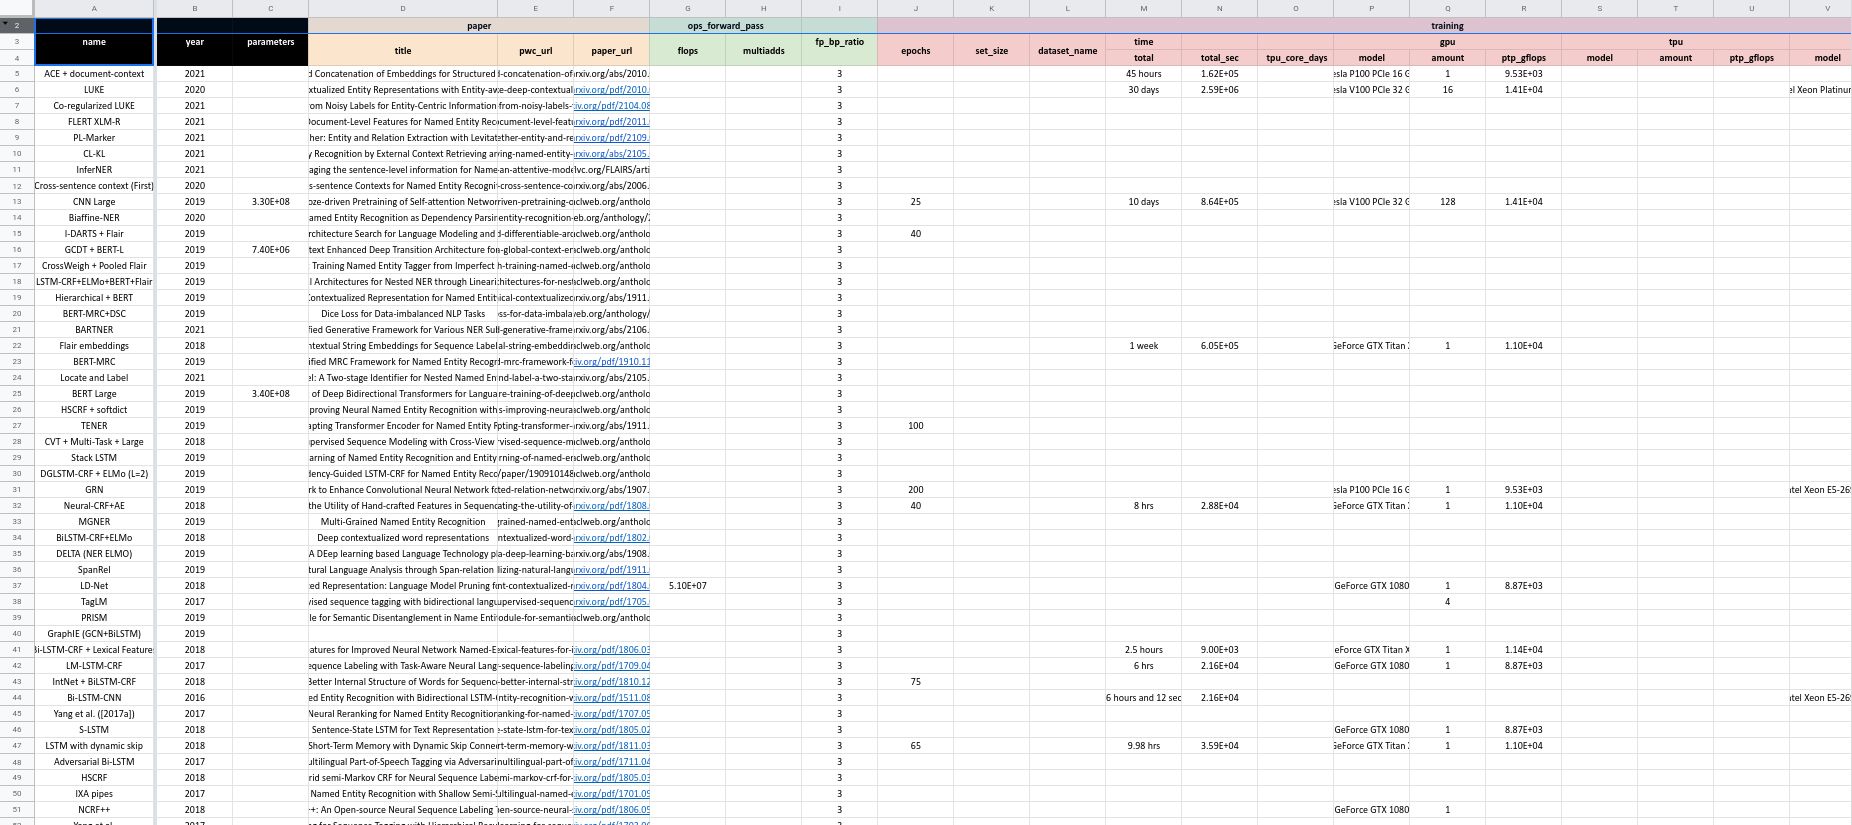 A B C D E F G H I J K L M N O P Q R S T U V
2 paper ops_forward_pass training
3 name year parameters title pwc_url paper_url flops multiadds fp_bp_ratio epochs set_size dataset_name time gpu tpu
4 total total_sec tpu_core_days model amount ptp_gflops model amount ptp_gflops model
5 ACE + document-context 2021 d Concatenation of Embeddings for Structured l-concatenation-of rxiv.org/abs/2010. 3 45 hours 1.62E+05 esla P100 PCIe 16 G 1 9.53E+03
6 LUKE 2020 xtualized Entity Representations with Entity-aw e-deep-contextual rxiv.org/pdf/2010. 3 30 days 2.59E+06 esla V100 PCIe 32 G 16 1.41E+04 el Xeon Platinur
7 Co-regularized LUKE 2021 rom Noisy Labels for Entity-Centric Information from-noisy-labels- iv.org/pdf/2104.08 3
8 FLERT XLM-R 2021 Document-Level Features for Named Entity Rec document-level-feat rxiv.org/pdf/2011. 3
9 PL-Marker 2021 her: Entity and Relation Extraction with Levitat ether-entity-and-re rxiv.org/pdf/2109. 3
10 CL-KL 2021 y Recognition by External Context Retrieving ar ving-named-entity- rxiv.org/abs/2105. 3
11 InferNER 2021 aging the sentence-level information for Name -an-attentive-mode lvc.org/FLAIRS/arti 3
12 Cross-sentence context (First) 2020 s-sentence Contexts for Named Entity Recogni -cross-sentence-co rxiv.org/abs/2006. 3
13 CNN Large 2019 3.30E+08 oze-driven Pretraining of Self-attention Networ riven-pretraining-o clweb.org/antholo 3 25 10 days 8.64E+05 esla V100 PCIe 32 G 128 1.41E+04
14 Biaffine-NER 2020 amed Entity Recognition as Dependency Parsir entity-recognition- eb.org/anthology/2 3
15 I-DARTS + Flair 2019 rchitecture Search for Language Modeling and d-differentiable-arc clweb.org/antholo 3 40
16 GCDT + BERT-L 2019 7.40E+06 text Enhanced Deep Transition Architecture for n-global-context-en clweb.org/antholo 3
17 CrossWeigh + Pooled Flair 2019 Training Named Entity Tagger from Imperfect h-training-named-e clweb.org/antholo 3
18 LSTM-CRF+ELMo+BERT+Flair 2019 l Architectures for Nested NER through Lineari chitectures-for-nes clweb.org/antholo 3
19 Hierarchical + BERT 2019 Contextualized Representation for Named Entit ical-contextualized rxiv.org/abs/1911. 3
20 BERT-MRC+DSC 2019 Dice Loss for Data-imbalanced NLP Tasks ss-for-data-imbala web.org/anthology/ 3
21 BARTNER 2021 fied Generative Framework for Various NER Sul l-generative-frame rxiv.org/abs/2106. 3
22 Flair embeddings 2018 ntextual String Embeddings for Sequence Label al-string-embeddin clweb.org/antholo 3 1 week 6.05E+05 GeForce GTX Titan 1 1.10E+04
23 BERT-MRC 2019 ified MRC Framework for Named Entity Recogr d-mrc-framework-f iv.org/pdf/1910.11 3
24 Locate and Label 2021 el: A Two-stage Identifier for Nested Named En nd-label-a-two-sta rxiv.org/abs/2105. 3
25 BERT Large 2019 3.40E+08 of Deep Bidirectional Transformers for Langua re-training-of-deep clweb.org/antholo 3
26 HSCRF + softdict 2019 proving Neural Named Entity Recognition with s-improving-neura clweb.org/antholo 3
27 TENER 2019 apting Transformer Encoder for Named Entity F pting-transformer- rxiv.org/abs/1911. 3 100
28 CVT + Multi-Task + Large 2018 upervised Sequence Modeling with Cross-View rvised-sequence-m clweb.org/antholo 3
29 Stack LSTM 2019 arning of Named Entity Recognition and Entity rning-of-named-en clweb.org/antholo 3
30 DGLSTM-CRF + ELMo (L=2) 2019 dency-Guided LSTM-CRF for Named Entity Reco /paper/190910148 clweb.org/antholo 3
31 GRN 2019 rk to Enhance Convolutional Neural Network fo ted-relation-netwo rxiv.org/abs/1907. 3 200 esla P100 PCIe 16 G 1 9.53E+03 ntel Xeon E5-26
32 Neural-CRF+AE 2018 the Utility of Hand-crafted Features in Sequenc ating-the-utility-of- rxiv.org/pdf/1808. 3 40 8 hrs 2.88E+04 GeForce GTX Titan 1 1.10E+04
33 MGNER 2019 Multi-Grained Named Entity Recognition grained-named-ent clweb.org/antholo 3
34 BiLSTM-CRF+ELMo 2018 Deep contextualized word representations ntextualized-word- rxiv.org/pdf/1802. 3
35 DELTA (NER ELMO) 2019 A DEep learning based Language Technology pl a-deep-learning-ba rxiv.org/abs/1908. 3
36 SpanRel 2019 tural Language Analysis through Span-relation lizing-natural-langu rxiv.org/pdf/1911. 3
37 LD-Net 2018 ed Representation: Language Model Pruning fo nt-contextualized-r rxiv.org/pdf/1804. 5.10E+07 3 GeForce GTX 1080 1 8.87E+03
38 TagLM 2017 vised sequence tagging with bidirectional langu upervised-sequenc rxiv.org/pdf/1705. 3 4
39 PRISM 2019 le for Semantic Disentanglement in Name Entit odule-for-semantic clweb.org/antholo 3
40 GraphIE (GCN+BiLSTM) 2019 3
41 Bi-LSTM-CRF + Lexical Features 2018 atures for Improved Neural Network Named-E exical-features-for-i iv.org/pdf/1806.03 3 2.5 hours 9.00E+03 eForce GTX Titan X 1 1.14E+04
42 LM-LSTM-CRF 2017 equence Labeling with Task-Aware Neural Lang -sequence-labeling iv.org/pdf/1709.04 3 6 hrs 2.16E+04 GeForce GTX 1080 1 8.87E+03
43 IntNet + BiLSTM-CRF 2018 Better Internal Structure of Words for Sequenc -better-internal-str iv.org/pdf/1810.12 3 75
44 Bi-LSTM-CNN 2016 ed Entity Recognition with Bidirectional LSTM- ntity-recognition-w iv.org/pdf/1511.08 3 6 hours and 12 sec 2.16E+04 ntel Xeon E5-26
45 Yang et al. ([2017a]) 2017 Neural Reranking for Named Entity Recognition ranking-for-named- iv.org/pdf/1707.05 3
46 S-LSTM 2018 Sentence-State LSTM for Text Representation e-state-lstm-for-tex iv.org/pdf/1805.02 3 GeForce GTX 1080 1 8.87E+03
47 LSTM with dynamic skip 2018 Short-Term Memory with Dynamic Skip Conne rt-term-memory-w iv.org/pdf/1811.03 3 65 9.98 hrs 3.59E+04 GeForce GTX Titan 1 1.10E+04
48 Adversarial Bi-LSTM 2017 ultilingual Part-of-Speech Tagging via Adversari multilingual-part-of iv.org/pdf/1711.04 3
49 HSCRF 2018 rid semi-Markov CRF for Neural Sequence Labe mi-markov-crf-for- iv.org/pdf/1805.03 3
50 IXA pipes 2017 Named Entity Recognition with Shallow Semi- ultilingual-named-e iv.org/pdf/1701.09 3
51 NCRF++ 2018 ++: An Open-source Neural Sequence Labeling en-source-neural- iv.org/pdf/1806.05 3 GeForce GTX 1080 1